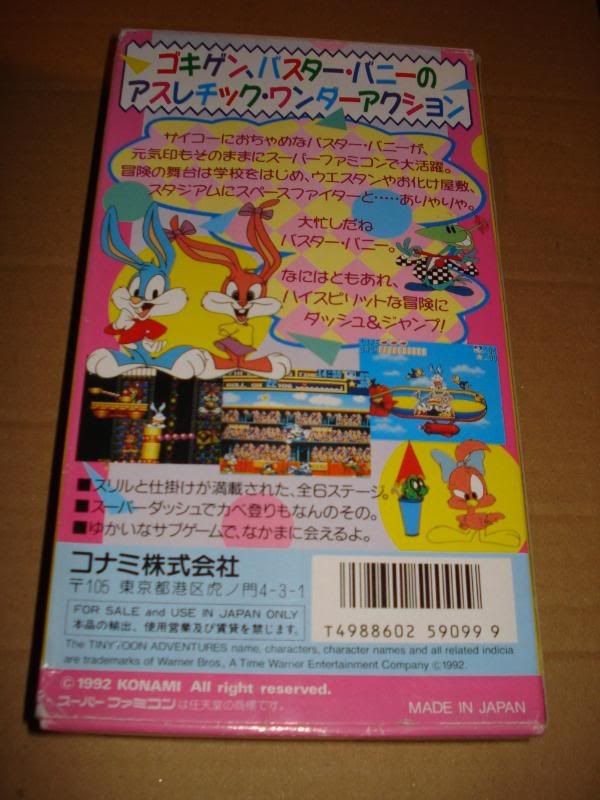 ゴキゲン、バスター・バニーの
アスレチック・ワンダーアクション
サイコーにおちゃめなバスター・バニーが、
元気印もそのままにスーパーファミコンで大活躍。
冒険の舞台は学校をはじめ、ウエスタンやお化け屋敷、
スタジアムにスペースファイターと……ありゃりゃ。
大忙しだね
バスター・バニー。
なにはともあれ、
ハイスピリットな冒険に
ダッシュ&ジャンプ!
■スリルと仕掛けが満載された、全6ステージ。
■スーパーダッシュでカベ登りもなんのその。
■ゆかいなサブゲームで、なかまに会えるよ。
コナミ株式会社
〒105 東京都港区虎ノ門4-3-1
FOR SALE and USE IN JAPAN ONLY
本品の輸出、使用営業及び賃貸を禁じます。
T4988602 59099 9
The TINY TOON ADVENTURES name, characters, character names and all related indicia
are trademarks of Warner Bros., A Time Warner Entertainment Company ©1992.
©1992 KONAMI All right reserved.
スーパーファミコンは任天堂の商標です。
MADE IN JAPAN